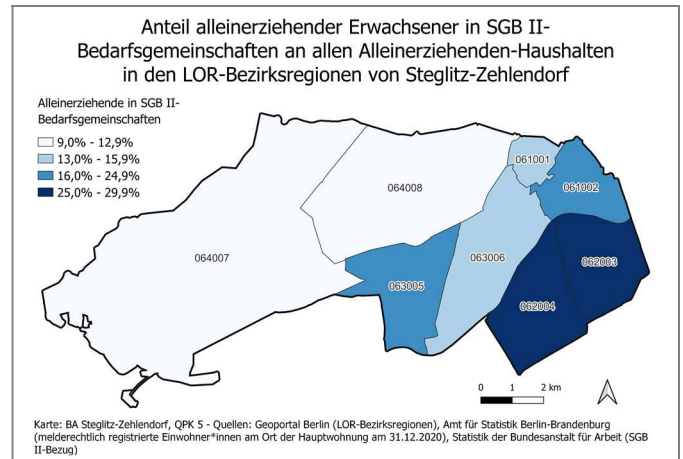 Anteil alleinerziehender Erwachsener in SGB II-
Bedarfsgemeinschaften an allen Alleinerziehenden-Haushalten
in den LOR-Bezirksregionen von Steglitz-Zehlendorf
Alleinerziehende in SGB II-
Bedarfsgemeinschaften
9,0% - 12,9%
13,0% - 15,9%
16,0% - 24,9%
25,0% - 29,9%
061001
061002
064008
064007
063006
062003
063005
062004
0 1 2 km
Karte: BA Steglitz-Zehlendorf, QPK 5 - Quellen: Geoportal Berlin (LOR-Bezirksregionen), Amt für Statistik Berlin-Brandenburg
(melderechtlich registrierte Einwohner*innen am Ort der Hauptwohnung am 31.12.2020), Statistik der Bundesanstalt für Arbeit (SGB
II-Bezug)